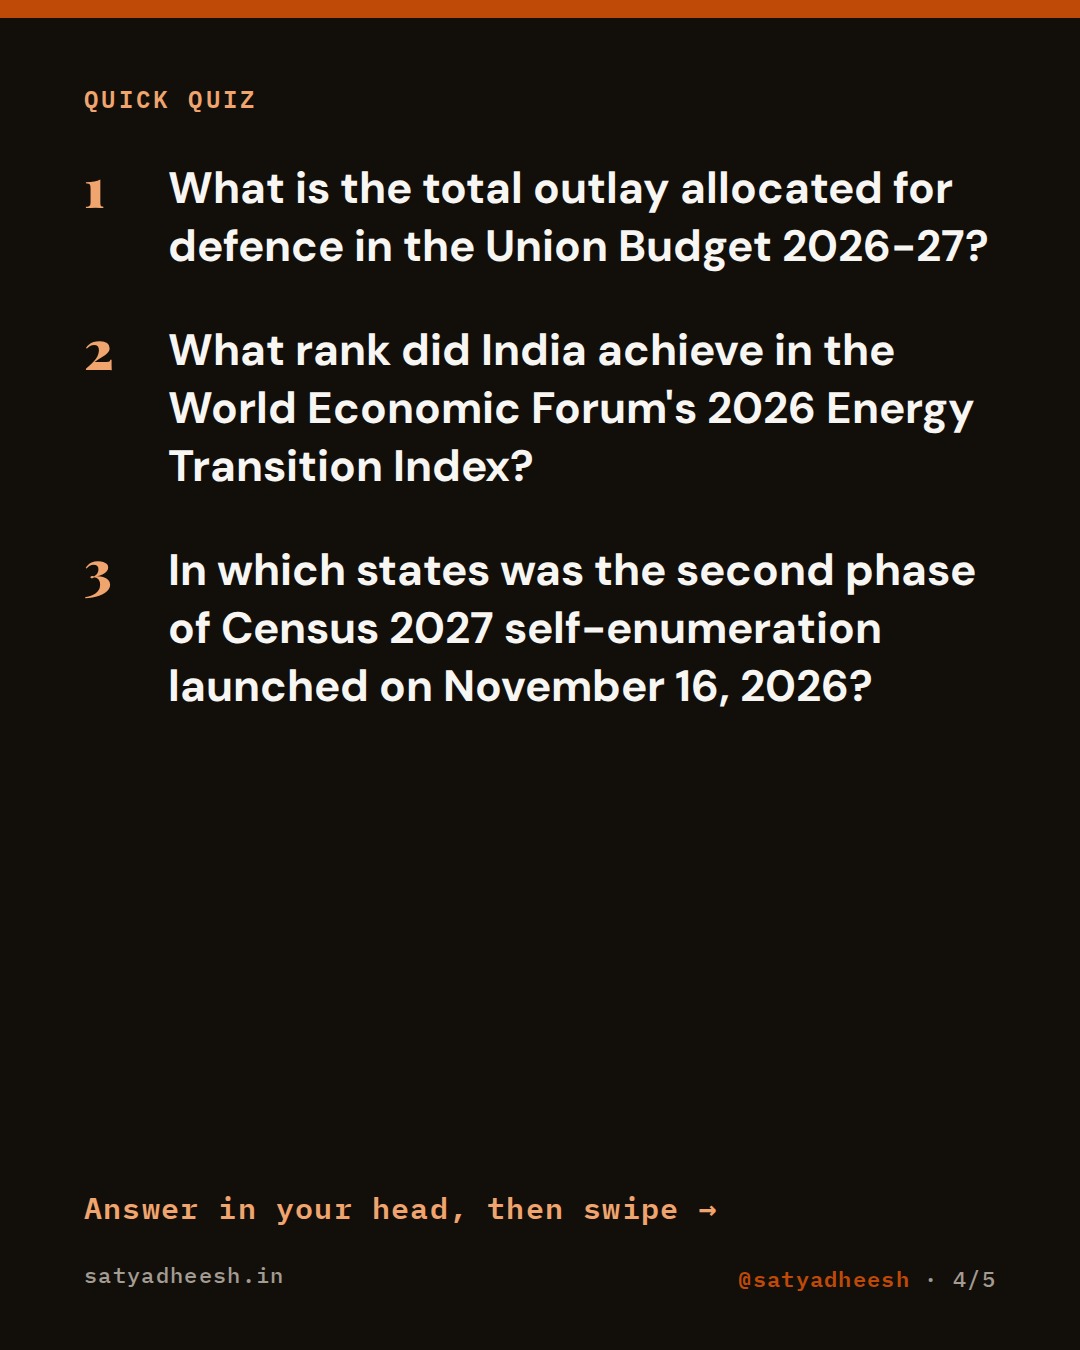 QUICK QUIZ
1 What is the total outlay allocated for
defence in the Union Budget 2026-27?
2 What rank did India achieve in the
World Economic Forum's 2026 Energy
Transition Index?
3 In which states was the second phase
of Census 2027 self-enumeration
launched on November 16, 2026?
Answer in your head, then swipe →
satyadheesh.in
@satyadheesh · 4/5